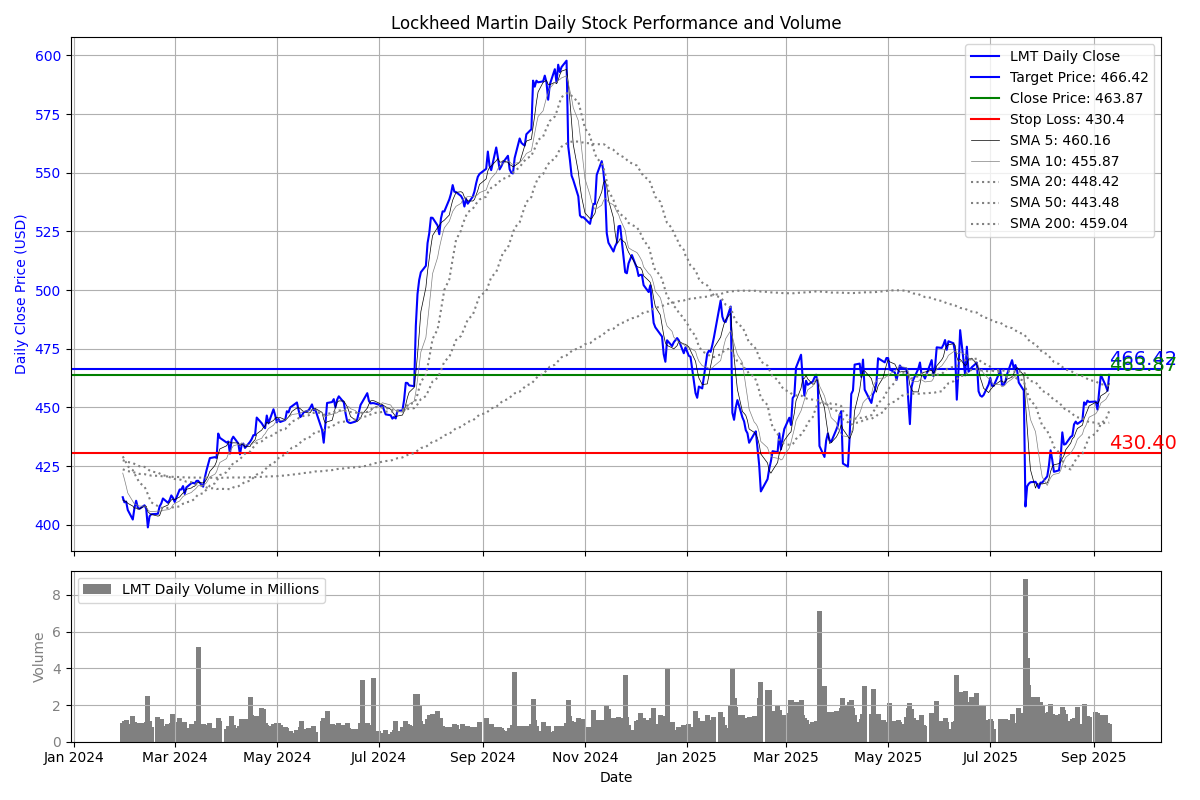 Lockheed Martin Daily Stock Performance and Volume
600
575
550
525
500
475
450
425
400
Daily Close Price (USD)
LMT Daily Close
Target Price: 466.42
Close Price: 463.87
Stop Loss: 430.4
SMA 5: 460.16
SMA 10: 455.87
SMA 20: 448.42
SMA 50: 443.48
SMA 200: 459.04
466.42
463.87
430.40
LMT Daily Volume in Millions
8
6
4
2
0
Volume
Jan 2024 Mar 2024 May 2024 Jul 2024 Sep 2024 Nov 2024 Jan 2025 Mar 2025 May 2025 Jul 2025 Sep 2025
Date